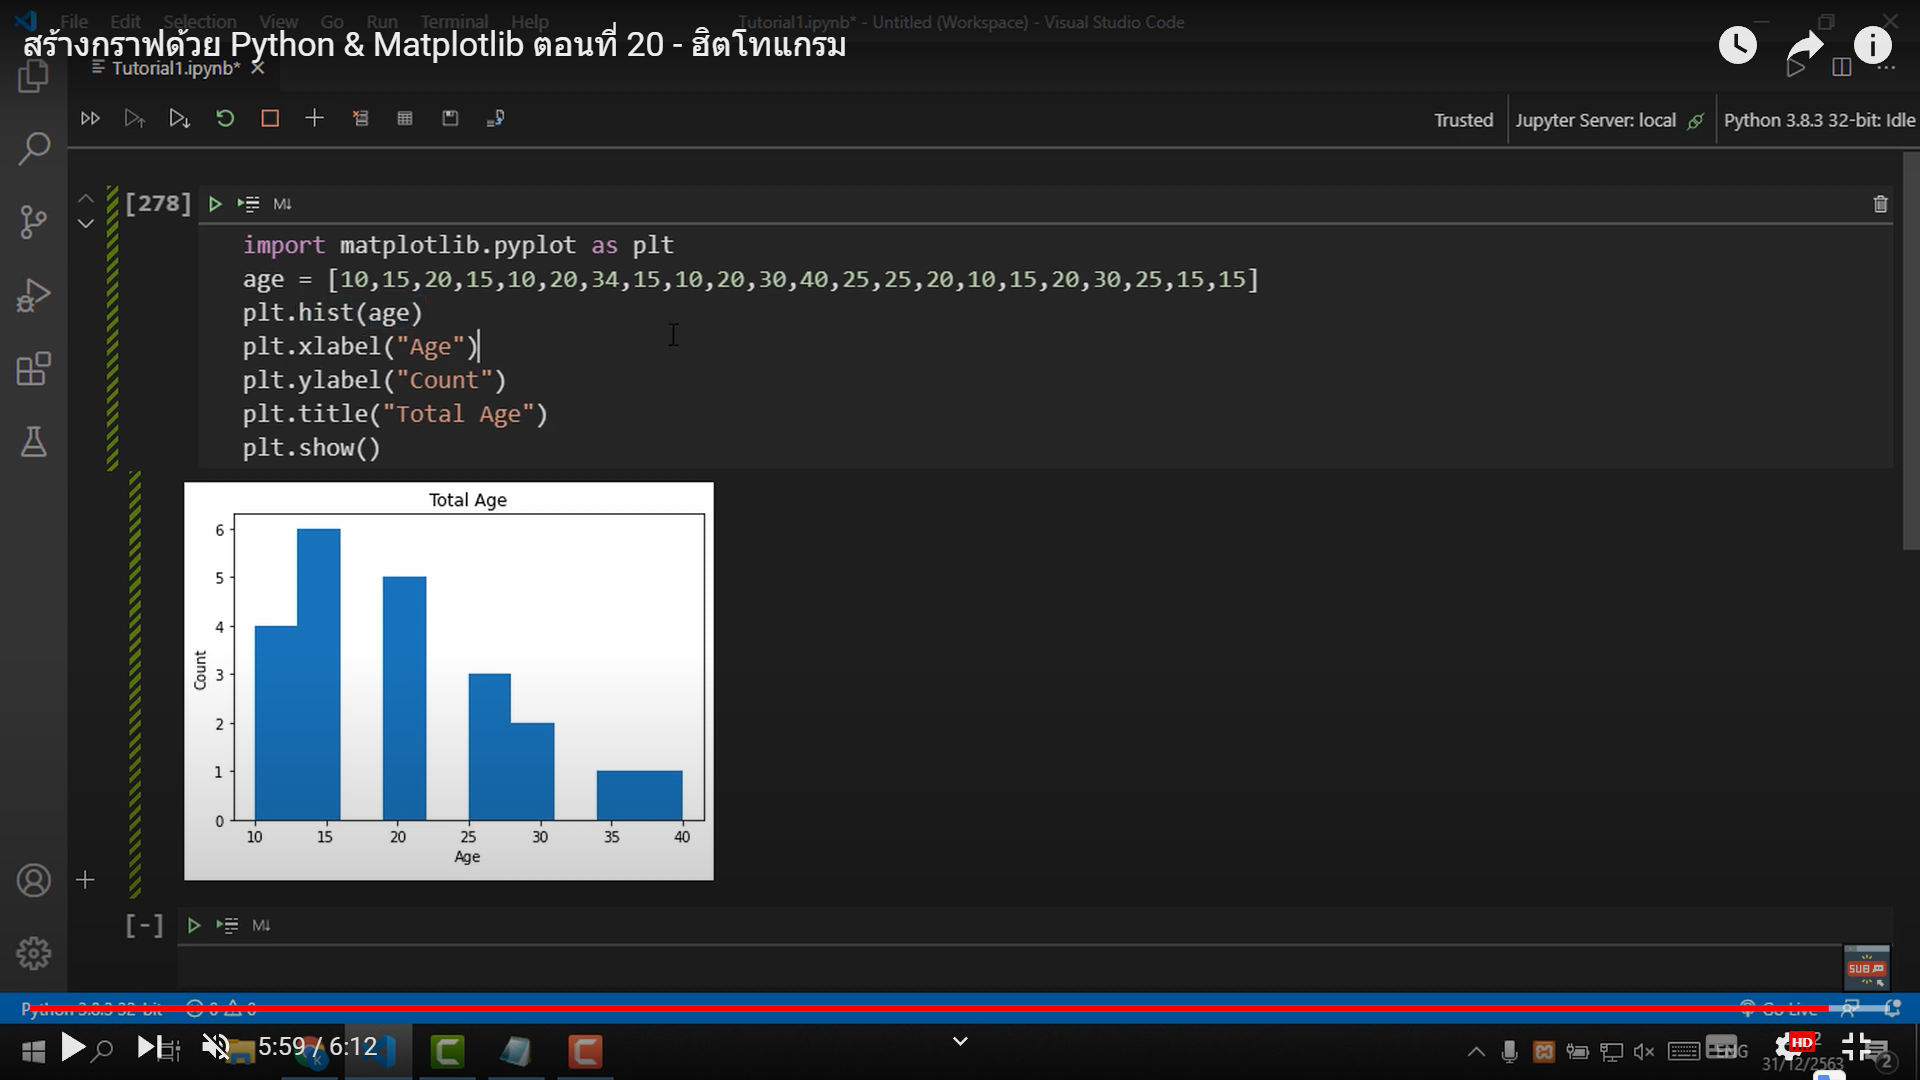 File Edit Selection View Go Run Terminal Help
Tutorial1.ipynb* - Untitled (Workspace) - Visual Studio Code
สร้างกราฟด้วย Python & Matplotlib ตอนที่ 20 - ฮิตโทแกรม
Tutorial1.ipynb*
Trusted
Jupyter Server: local
Python 3.8.3 32-bit: Idle
[278]
M↓
import matplotlib.pyplot as plt
age = [10,15,20,15,10,20,34,15,10,20,30,40,25,25,20,10,15,20,30,25,15,15]
plt.hist(age)
plt.xlabel("Age")
plt.ylabel("Count")
plt.title("Total Age")
plt.show()
Total Age
6
5
4
3
2
1
0
Count
10 15 20 25 30 35 40
Age
[-]
M↓
SUB
Python 3.8.3 32-bit
0 0
Go Live
5:59 / 6:12
ENG
HD
31/12/2563
2